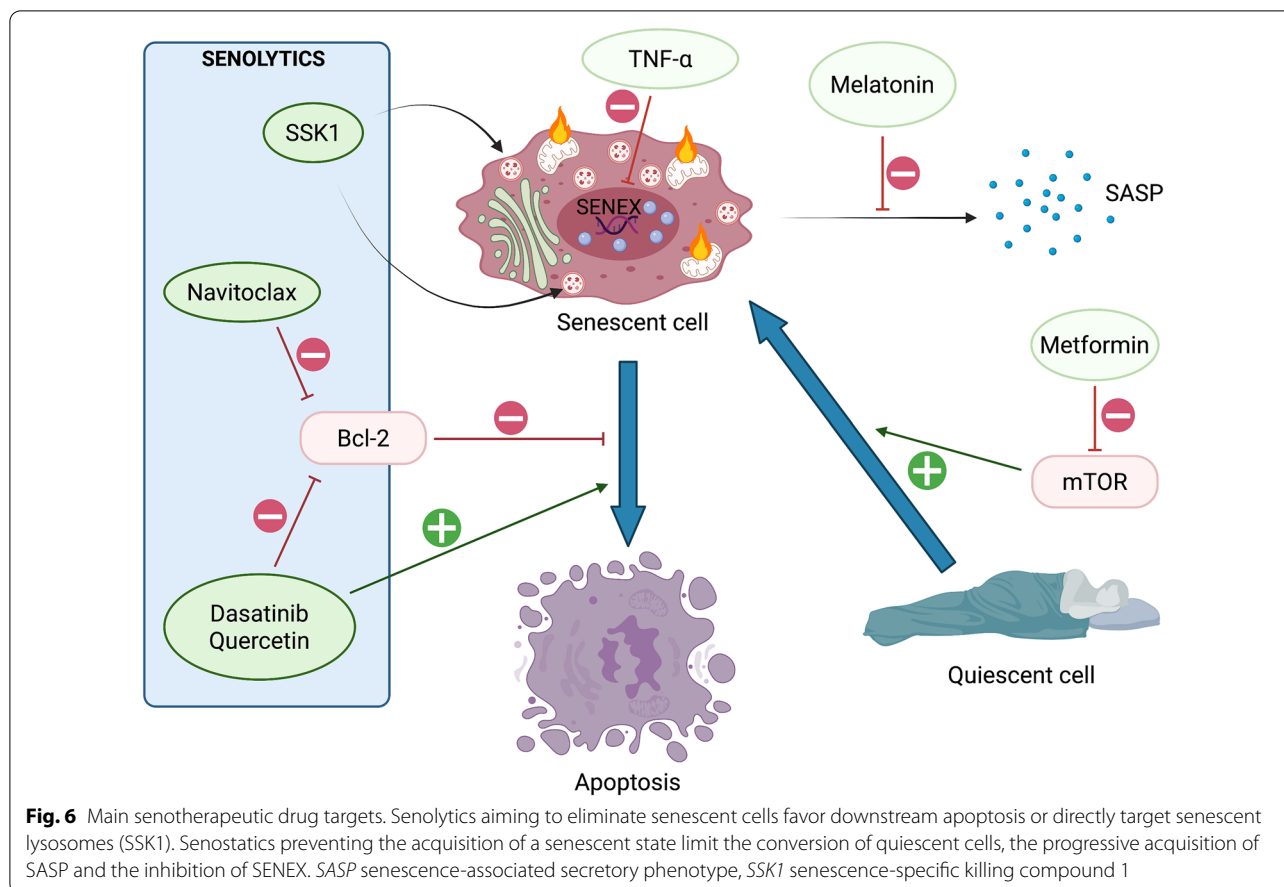 SENOLYTICS
SSK1
TNF-α
Melatonin
SENEX
SASP
Navitoclax
Senescent cell
Metformin
Bcl-2
mTOR
Dasatinib
Quercetin
Quiescent cell
Apoptosis
Fig. 6 Main senotherapeutic drug targets. Senolytics aiming to eliminate senescent cells favor downstream apoptosis or directly target senescent
lysosomes (SSK1). Senostatics preventing the acquisition of a senescent state limit the conversion of quiescent cells, the progressive acquisition of
SASP and the inhibition of SENEX. SASP senescence-associated secretory phenotype, SSK1 senescence-specific killing compound 1